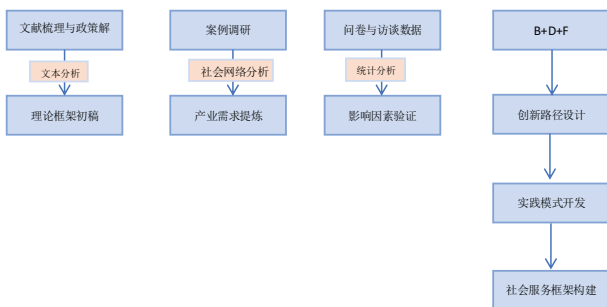 文献梳理与政策解
文本分析
理论框架初稿
案例调研
社会网络分析
产业需求提炼
问卷与访谈数据
统计分析
影响因素验证
B+D+F
创新路径设计
实践模式开发
社会服务框架构建